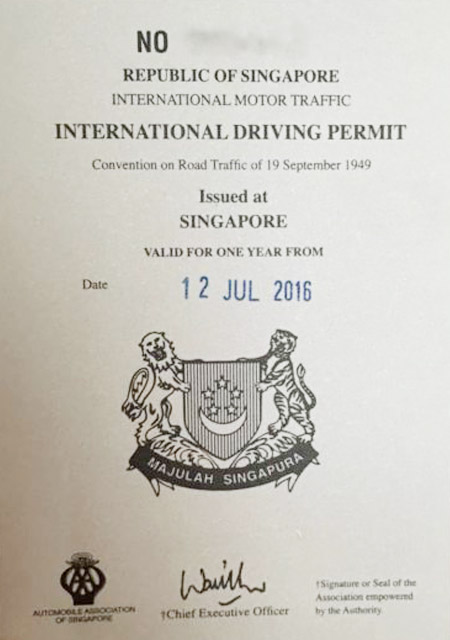 NO
REPUBLIC OF SINGAPORE
INTERNATIONAL MOTOR TRAFFIC
INTERNATIONAL DRIVING PERMIT
Convention on Road Traffic of 19 September 1949
Issued at
SINGAPORE
VALID FOR ONE YEAR FROM
Date 12 JUL 2016
MAJULAH SINGAPURA
AA
AUTOMOBILE ASSOCIATION
OF SINGAPORE
†Chief Executive Officer
†Signature or Seal of the
Association empowered
by the Authority